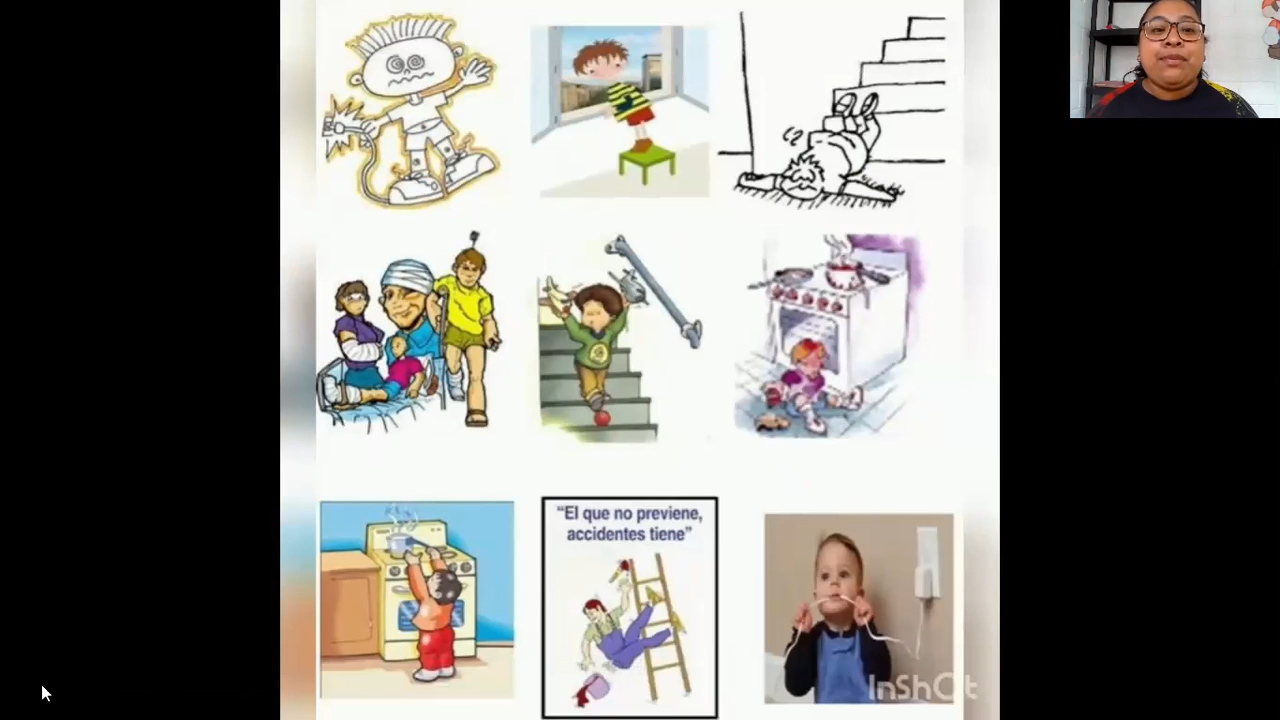 “El que no previene,
accidentes tiene”
InShOt